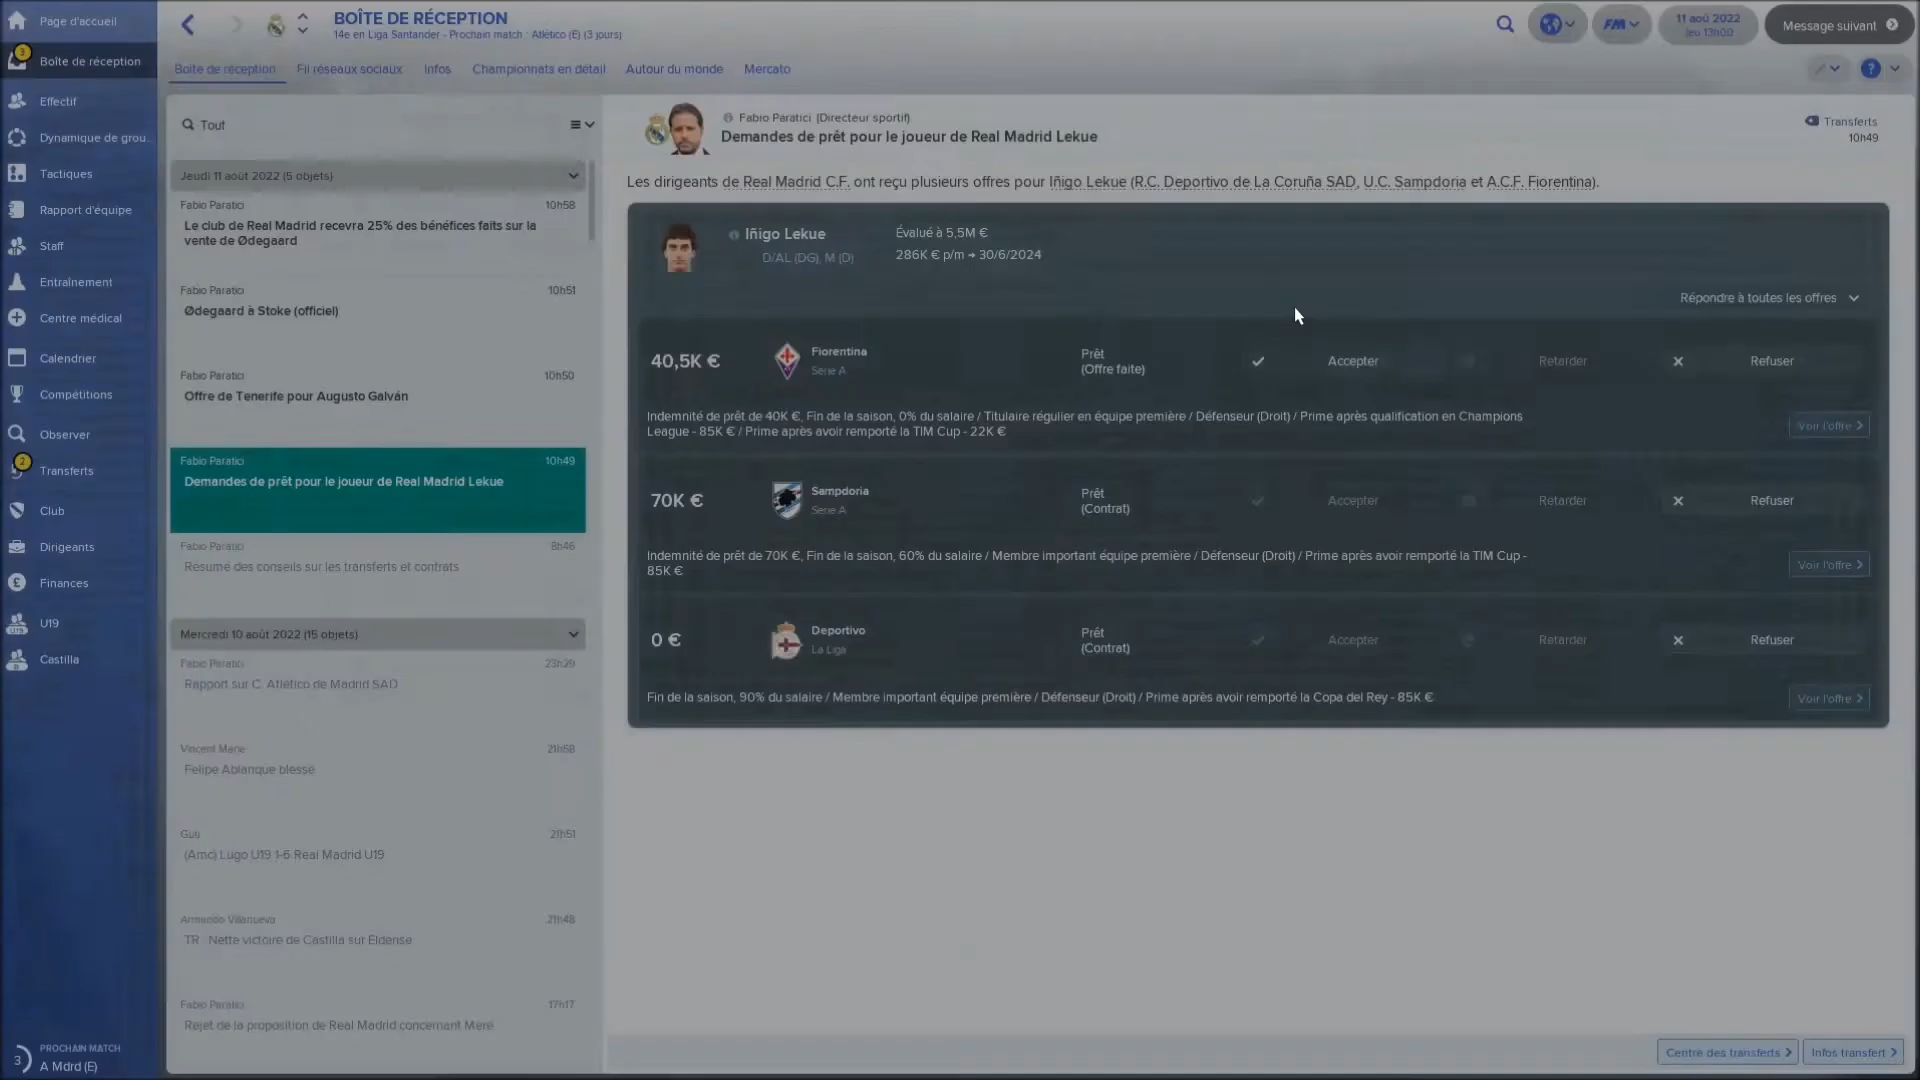 Page d'accueil
3
Boîte de réception
Effectif
Dynamique de grou...
Tactiques
Rapport d'équipe
Staff
Entraînement
Centre médical
Calendrier
Compétitions
Observer
2
Transferts
Club
Dirigeants
Finances
U19
Castilla
3
PROCHAIN MATCH
A Mdrd (E)
BOÎTE DE RÉCEPTION
14e en Liga Santander - Prochain match : Atlético (E) (3 jours)
FM
11 aoû 2022
jeu 13h00
Message suivant
Boîte de réception
Fil réseaux sociaux
Infos
Championnats en détail
Autour du monde
Mercato
?
Tout
Jeudi 11 août 2022 (5 objets)
Fabio Paratici 10h58
Le club de Real Madrid recevra 25% des bénéfices faits sur la
vente de Ødegaard
Fabio Paratici 10h51
Ødegaard à Stoke (officiel)
Fabio Paratici 10h50
Offre de Tenerife pour Augusto Galván
Fabio Paratici 10h49
Demandes de prêt pour le joueur de Real Madrid Lekue
Fabio Paratici 8h46
Résumé des conseils sur les transferts et contrats
Mercredi 10 août 2022 (15 objets)
Fabio Paratici 23h29
Rapport sur C. Atlético de Madrid SAD
Vincent Marie 21h58
Felipe Abianque blessé
Guti 21h51
(Amc) Lugo U19 1-6 Real Madrid U19
Armando Villanueva 21h48
TR : Nette victoire de Castilla sur Eldense
Fabio Paratici 17h17
Rejet de la proposition de Real Madrid concernant Meré
Fabio Paratici (Directeur sportif)
Demandes de prêt pour le joueur de Real Madrid Lekue
Transferts
10h49
Les dirigeants de Real Madrid C.F. ont reçu plusieurs offres pour Iñigo Lekue (R.C. Deportivo de La Coruña SAD, U.C. Sampdoria et A.C.F. Fiorentina).
Iñigo Lekue
D/AL (DG), M (D)
Évalué à 5,5M €
286K € p/m → 30/6/2024
Répondre à toutes les offres
40,5K €
Fiorentina
Serie A
Prêt
(Offre faite)
Accepter
Retarder
Refuser
Indemnité de prêt de 40K €, Fin de la saison, 0% du salaire / Titulaire régulier en équipe première / Défenseur (Droit) / Prime après qualification en Champions
League - 85K € / Prime après avoir remporté la TIM Cup - 22K €
Voir l'offre
70K €
Sampdoria
Serie A
Prêt
(Contrat)
Accepter
Retarder
Refuser
Indemnité de prêt de 70K €, Fin de la saison, 60% du salaire / Membre important équipe première / Défenseur (Droit) / Prime après avoir remporté la TIM Cup -
85K €
Voir l'offre
0 €
Deportivo
La Liga
Prêt
(Contrat)
Accepter
Retarder
Refuser
Fin de la saison, 90% du salaire / Membre important équipe première / Défenseur (Droit) / Prime après avoir remporté la Copa del Rey - 85K €
Voir l'offre
Centre des transferts
Infos transfert